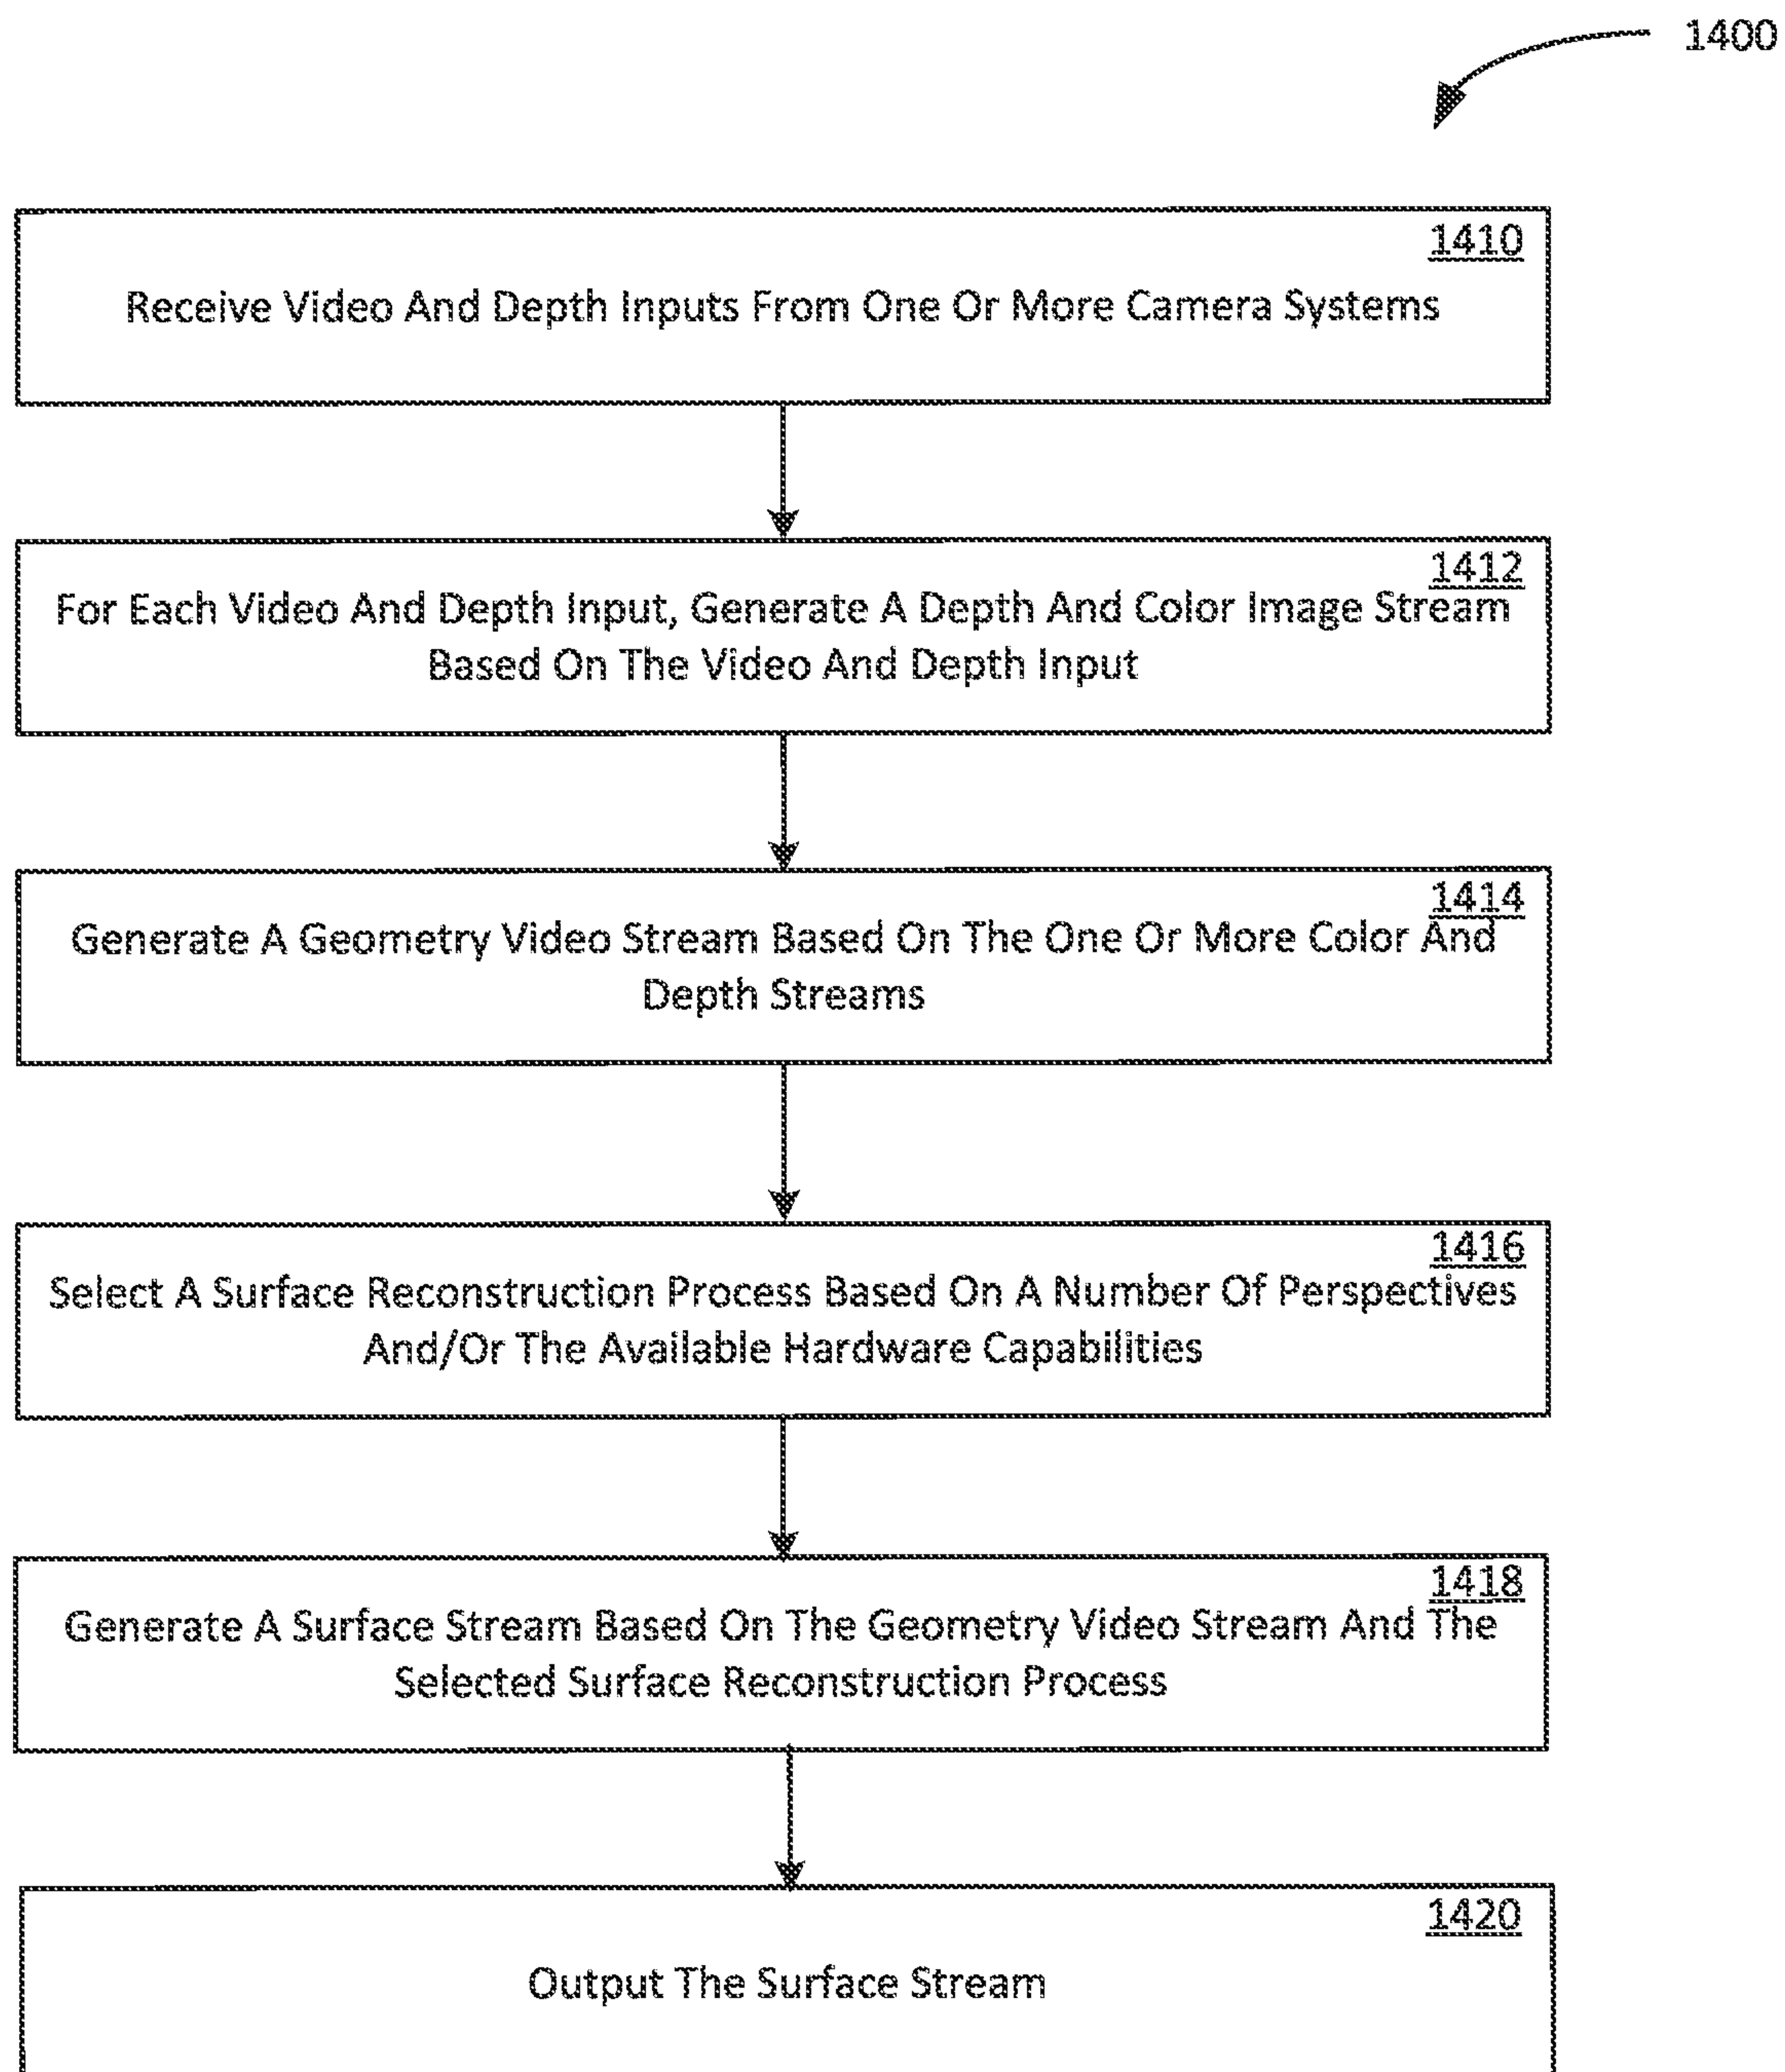 1400
1410
Receive Video And Depth Inputs From One Or More Camera Systems
1412
For Each Video And Depth Input, Generate A Depth And Color Image Stream
Based On The Video And Depth Input
1414
Generate A Geometry Video Stream Based On The One Or More Color And
Depth Streams
1416
Select A Surface Reconstruction Process Based On A Number Of Perspectives
And/Or The Available Hardware Capabilities
1418
Generate A Surface Stream Based On The Geometry Video Stream And The
Selected Surface Reconstruction Process
1420
Output The Surface Stream